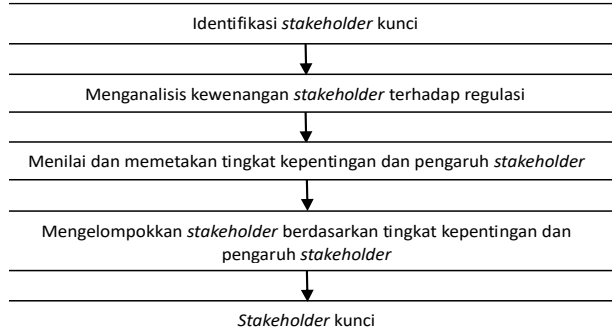 Identifikasi stakeholder kunci
Menganalisis kewenangan stakeholder terhadap regulasi
Menilai dan memetakan tingkat kepentingan dan pengaruh stakeholder
Mengelompokkan stakeholder berdasarkan tingkat kepentingan dan
pengaruh stakeholder
Stakeholder kunci